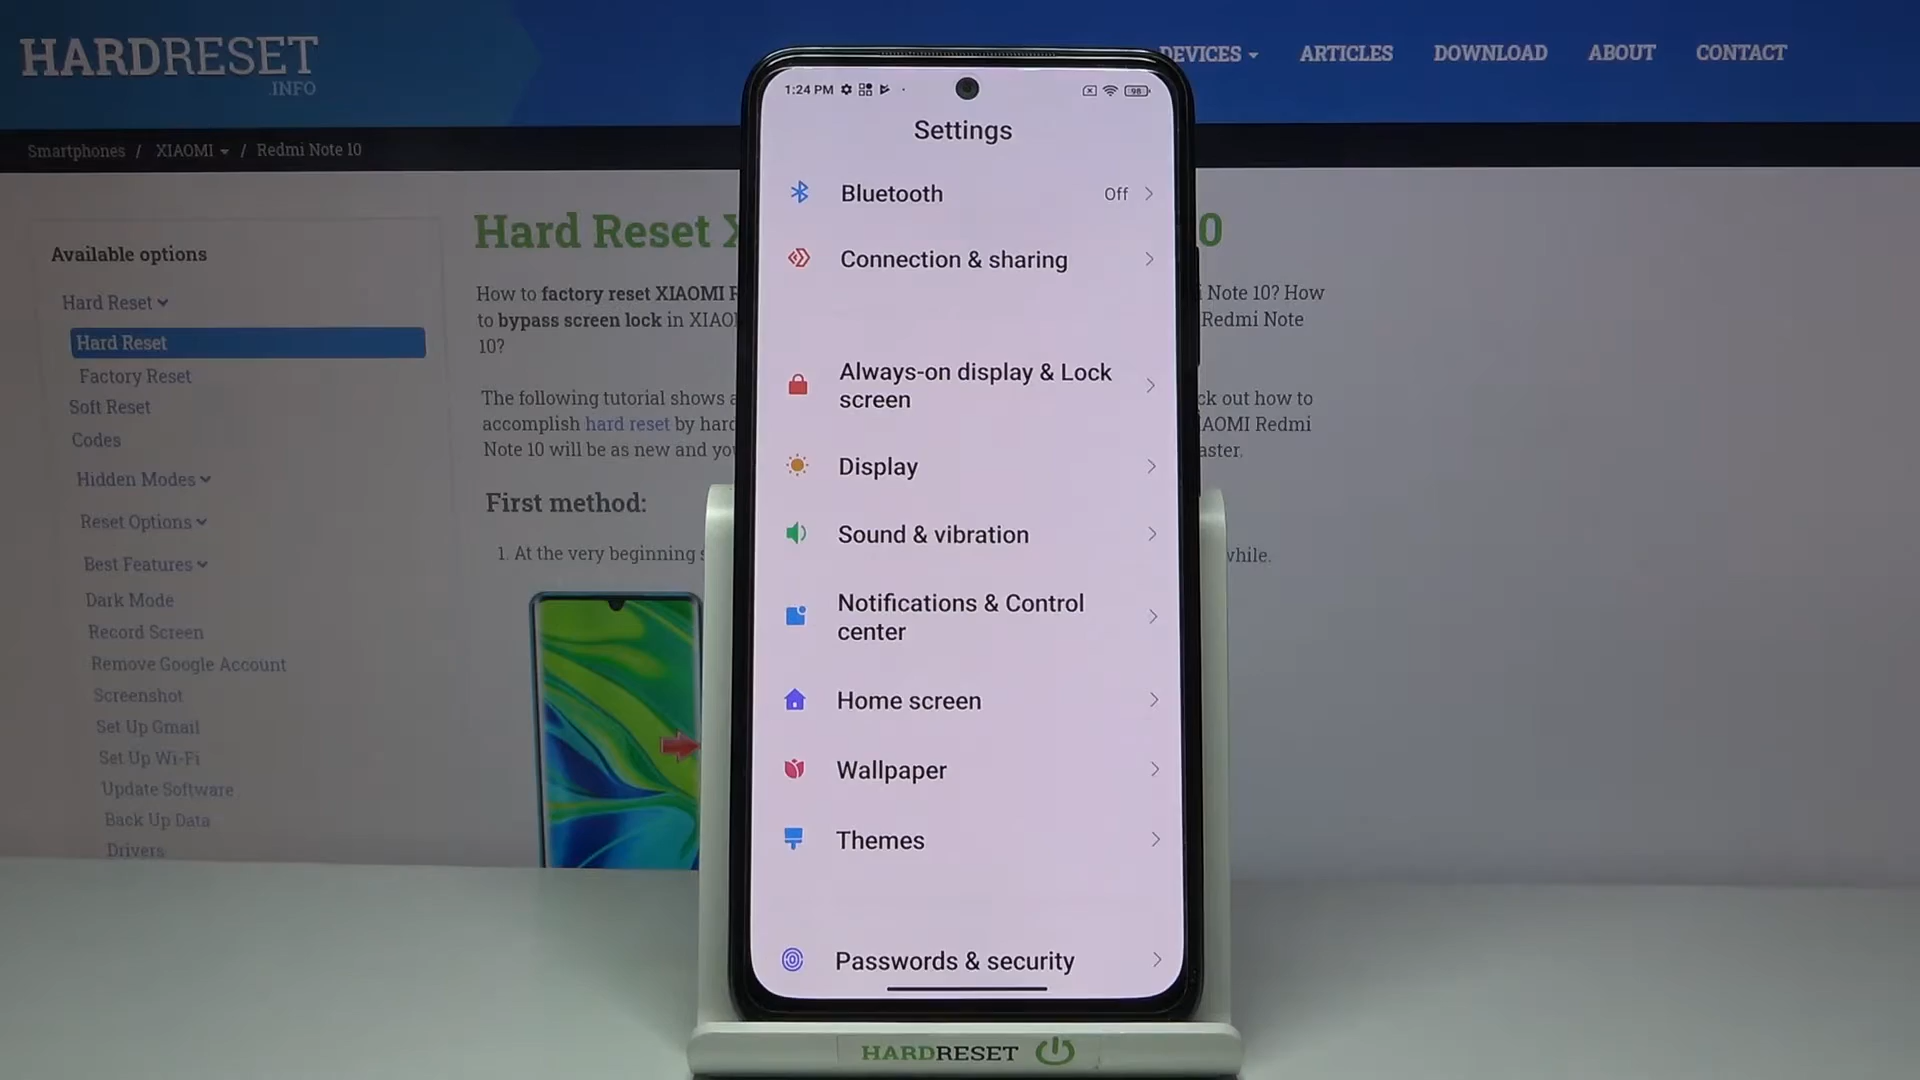 HARDRESET
.INFO
DEVICES
ARTICLES
DOWNLOAD
ABOUT
CONTACT
Smartphones / XIAOMI / Redmi Note 10
Available options
Hard Reset
Hard Reset
Factory Reset
Soft Reset
Codes
Hidden Modes
Reset Options
Best Features
Dark Mode
Record Screen
Remove Google Account
Screenshot
Set Up Gmail
Set Up Wi-Fi
Update Software
Back Up Data
Drivers
Hard Reset 0
How to factory reset XIAOMI Note 10? How
to bypass screen lock in Redmi Note
10?
The following tutorial shows ck out how to
accomplish hard reset by XIAOMI Redmi
Note 10 will be as new and aster.
First method:
1. At the very beginning while.
1:24 PM
98
Settings
Bluetooth Off
Connection & sharing
Always-on display & Lock
screen
Display
Sound & vibration
Notifications & Control
center
Home screen
Wallpaper
Themes
Passwords & security
HARDRESET